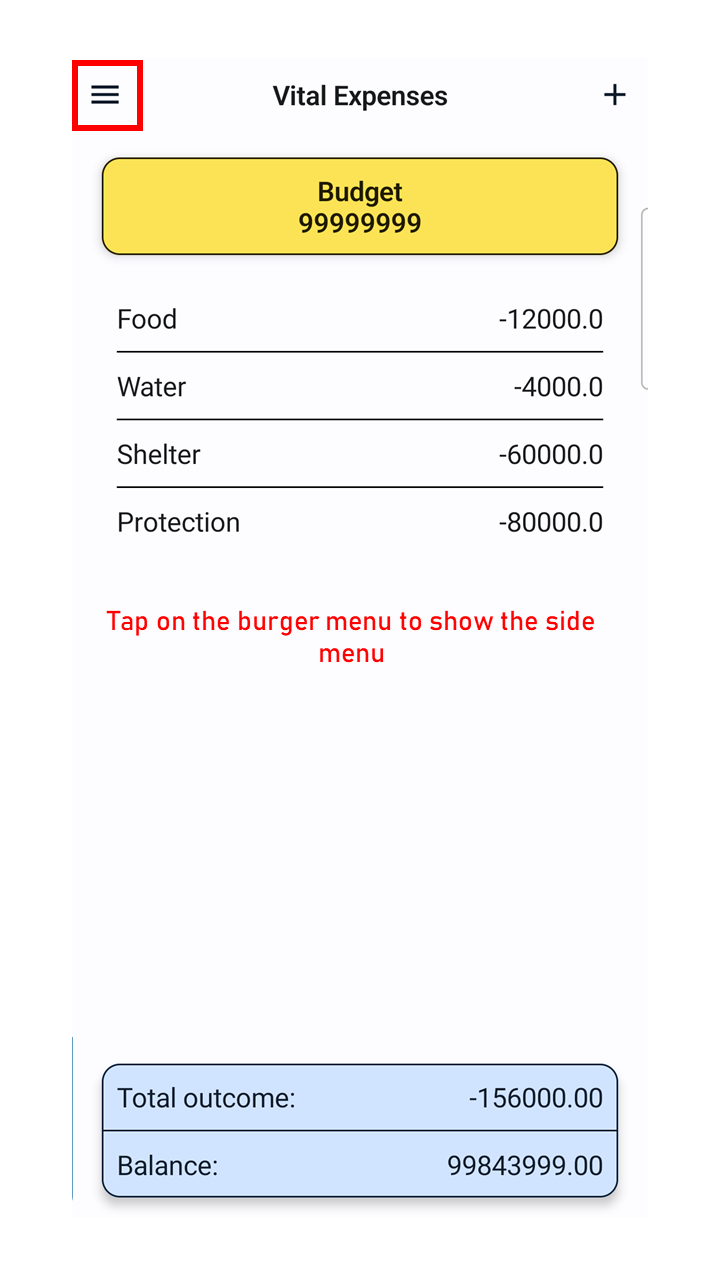 Vital Expenses
Budget
99999999
Food -12000.0
Water -4000.0
Shelter -60000.0
Protection -80000.0
Tap on the burger menu to show the side
menu
Total outcome: -156000.00
Balance: 99843999.00